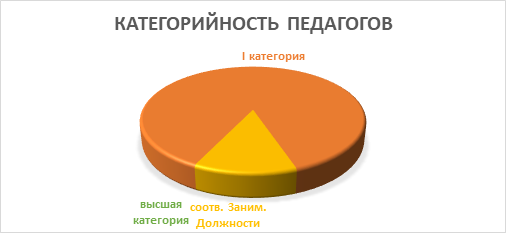 КАТЕГОРИЙНОСТЬ ПЕДАГОГОВ
I категория
высшая
категория
соотв. Заним.
Должности